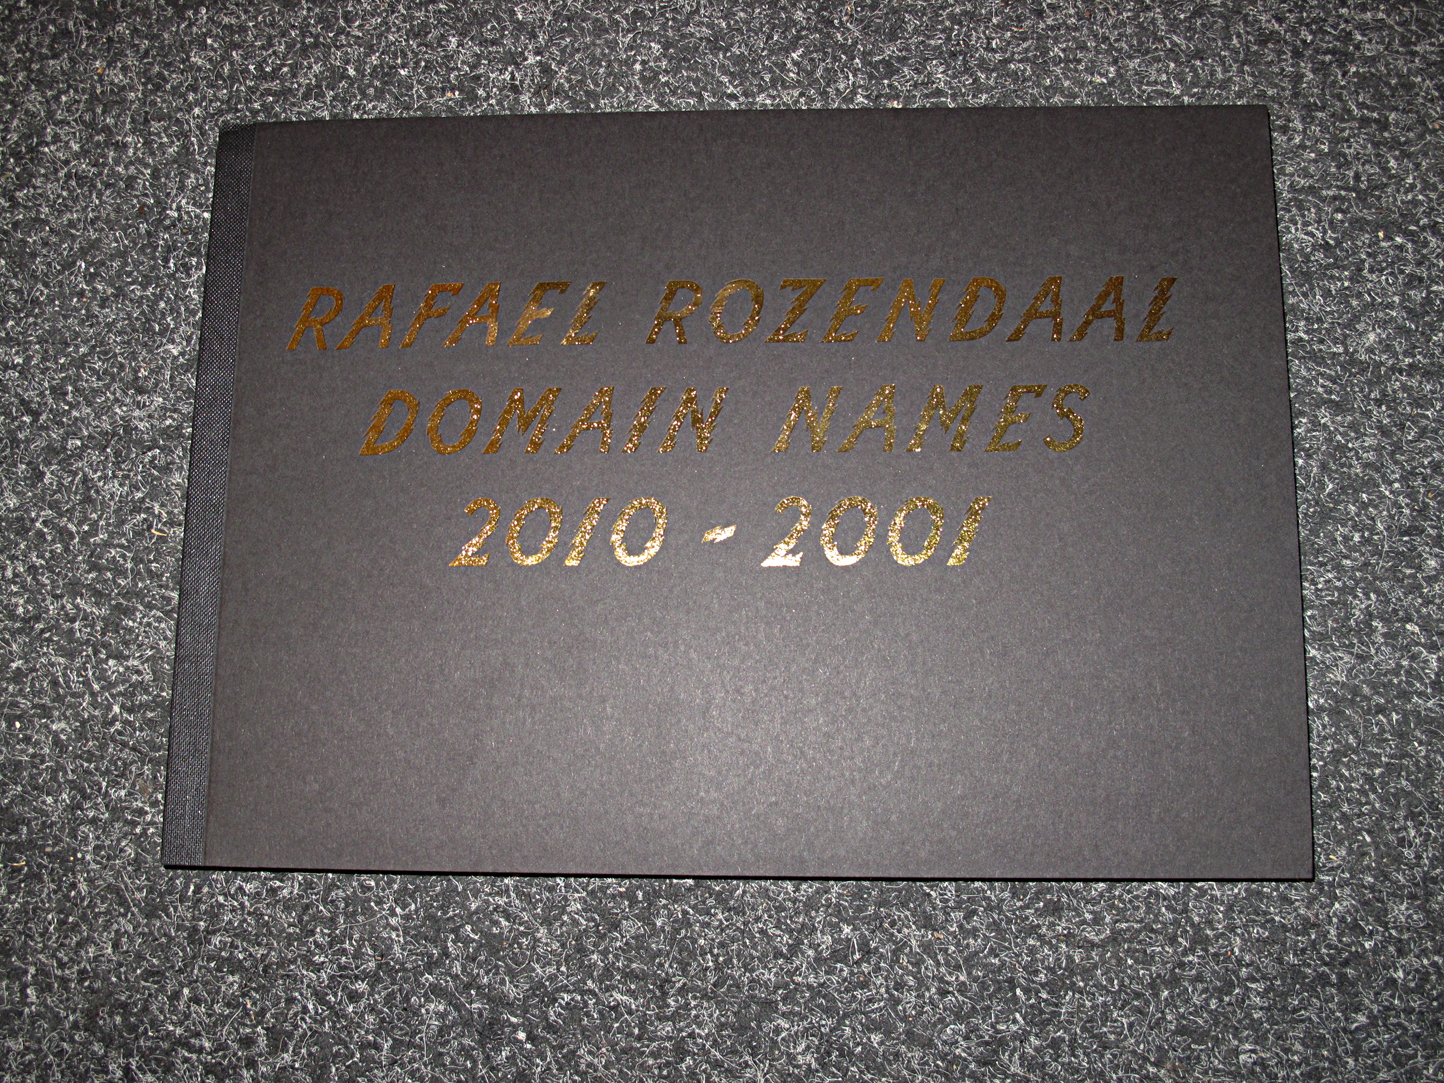 RAFAEL ROZENDAAL
DOMAIN NAMES
2010 - 2001